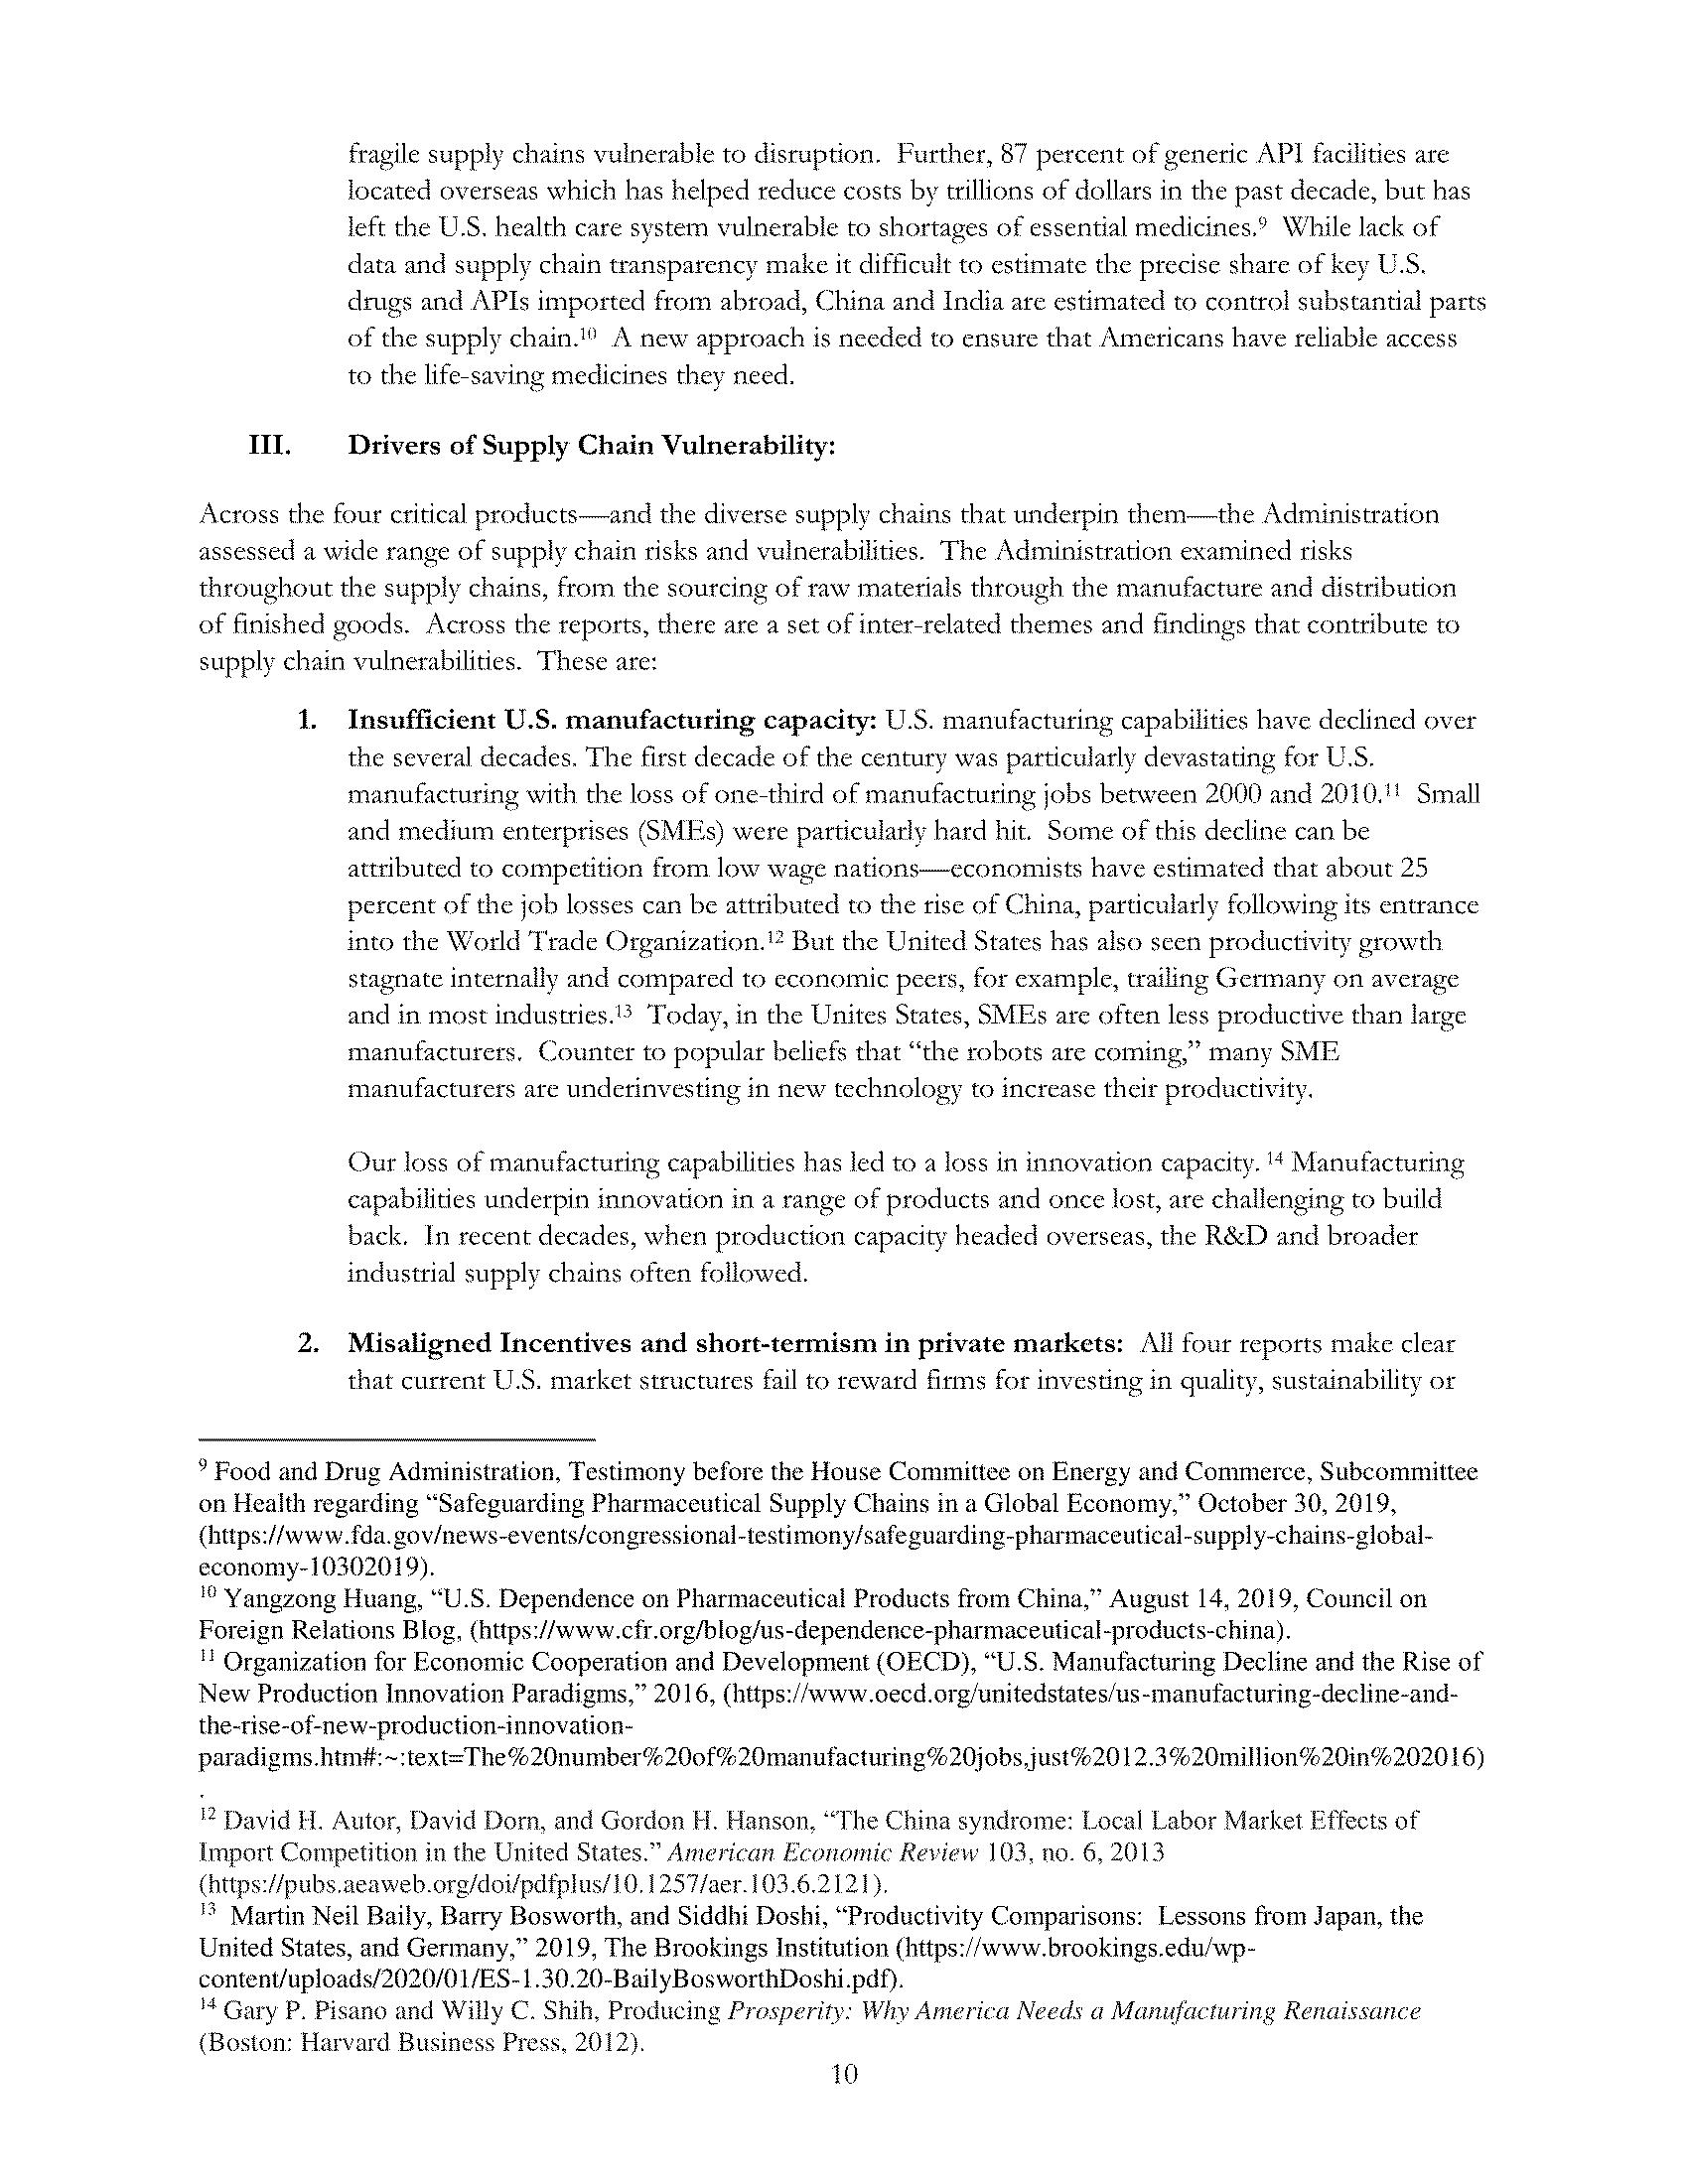 fragile supply chains vulnerable to disruption.  Further, 87 percent of generic API facilities are
located overseas which has helped reduce costs by trillions of dollars in the past decade, but has
left the U.S. health care system vulnerable to shortages of essential medicines.⁹  While lack of
data and supply chain transparency make it difficult to estimate the precise share of key U.S.
drugs and APIs imported from abroad, China and India are estimated to control substantial parts
of the supply chain.¹⁰  A new approach is needed to ensure that Americans have reliable access
to the life-saving medicines they need.
III. Drivers of Supply Chain Vulnerability:
Across the four critical products—and the diverse supply chains that underpin them—the Administration
assessed a wide range of supply chain risks and vulnerabilities.  The Administration examined risks
throughout the supply chains, from the sourcing of raw materials through the manufacture and distribution
of finished goods.  Across the reports, there are a set of inter-related themes and findings that contribute to
supply chain vulnerabilities.  These are:
1. Insufficient U.S. manufacturing capacity: U.S. manufacturing capabilities have declined over
the several decades. The first decade of the century was particularly devastating for U.S.
manufacturing with the loss of one-third of manufacturing jobs between 2000 and 2010.¹¹  Small
and medium enterprises (SMEs) were particularly hard hit.  Some of this decline can be
attributed to competition from low wage nations—economists have estimated that about 25
percent of the job losses can be attributed to the rise of China, particularly following its entrance
into the World Trade Organization.¹² But the United States has also seen productivity growth
stagnate internally and compared to economic peers, for example, trailing Germany on average
and in most industries.¹³  Today, in the Unites States, SMEs are often less productive than large
manufacturers.  Counter to popular beliefs that “the robots are coming,” many SME
manufacturers are underinvesting in new technology to increase their productivity.
Our loss of manufacturing capabilities has led to a loss in innovation capacity. ¹⁴ Manufacturing
capabilities underpin innovation in a range of products and once lost, are challenging to build
back.  In recent decades, when production capacity headed overseas, the R&D and broader
industrial supply chains often followed.
2. Misaligned Incentives and short-termism in private markets:  All four reports make clear
that current U.S. market structures fail to reward firms for investing in quality, sustainability or
⁹ Food and Drug Administration, Testimony before the House Committee on Energy and Commerce, Subcommittee
on Health regarding “Safeguarding Pharmaceutical Supply Chains in a Global Economy,” October 30, 2019,
(https://www.fda.gov/news-events/congressional-testimony/safeguarding-pharmaceutical-supply-chains-global-
economy-10302019).
¹⁰ Yangzong Huang, “U.S. Dependence on Pharmaceutical Products from China,” August 14, 2019, Council on
Foreign Relations Blog, (https://www.cfr.org/blog/us-dependence-pharmaceutical-products-china).
¹¹ Organization for Economic Cooperation and Development (OECD), “U.S. Manufacturing Decline and the Rise of
New Production Innovation Paradigms,” 2016, (https://www.oecd.org/unitedstates/us-manufacturing-decline-and-
the-rise-of-new-production-innovation-
paradigms.htm#:~:text=The%20number%20of%20manufacturing%20jobs,just%2012.3%20million%20in%202016)
.
¹² David H. Autor, David Dorn, and Gordon H. Hanson, “The China syndrome: Local Labor Market Effects of
Import Competition in the United States.” American Economic Review 103, no. 6, 2013
(https://pubs.aeaweb.org/doi/pdfplus/10.1257/aer.103.6.2121).
¹³  Martin Neil Baily, Barry Bosworth, and Siddhi Doshi, “Productivity Comparisons:  Lessons from Japan, the
United States, and Germany,” 2019, The Brookings Institution (https://www.brookings.edu/wp-
content/uploads/2020/01/ES-1.30.20-BailyBosworthDoshi.pdf).
¹⁴ Gary P. Pisano and Willy C. Shih, Producing Prosperity: Why America Needs a Manufacturing Renaissance
(Boston: Harvard Business Press, 2012).
10